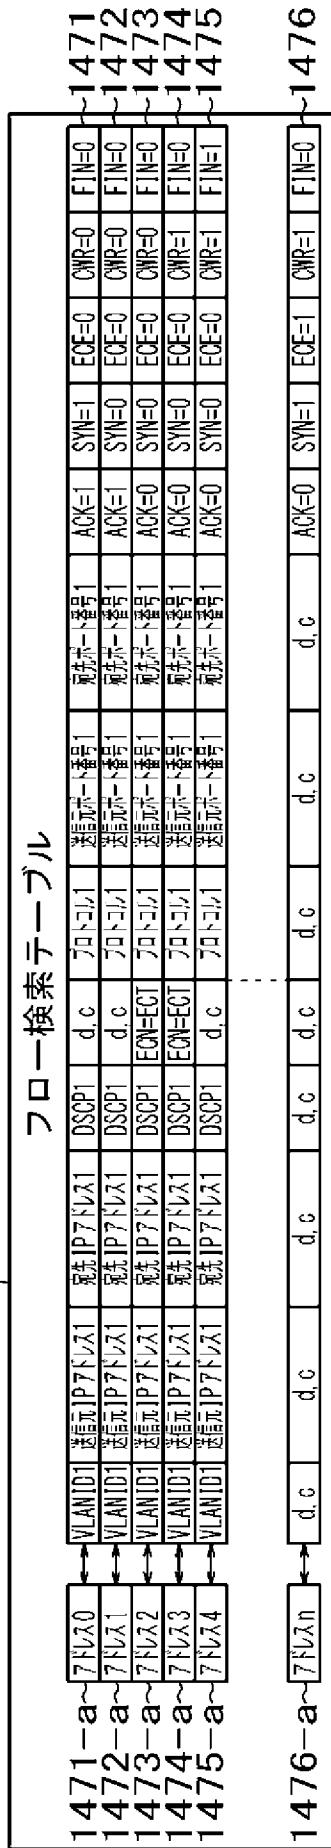 フロー検索テーブル
1471-a アドレス0 VLANID1 送信元IPアドレス1 宛先IPアドレス1 DSCP1 d,c プロトコル1 送信元ポート番号1 宛先ポート番号1 ACK=1 SYN=1 ECE=0 CWR=0 FIN=0 1471
1472-a アドレス1 VLANID1 送信元IPアドレス1 宛先IPアドレス1 DSCP1 d,c プロトコル1 送信元ポート番号1 宛先ポート番号1 ACK=1 SYN=0 ECE=0 CWR=0 FIN=0 1472
1473-a アドレス2 VLANID1 送信元IPアドレス1 宛先IPアドレス1 DSCP1 ECN=ECT プロトコル1 送信元ポート番号1 宛先ポート番号1 ACK=0 SYN=0 ECE=0 CWR=0 FIN=0 1473
1474-a アドレス3 VLANID1 送信元IPアドレス1 宛先IPアドレス1 DSCP1 ECN=ECT プロトコル1 送信元ポート番号1 宛先ポート番号1 ACK=0 SYN=0 ECE=0 CWR=1 FIN=0 1474
1475-a アドレス4 VLANID1 送信元IPアドレス1 宛先IPアドレス1 DSCP1 d,c プロトコル1 送信元ポート番号1 宛先ポート番号1 ACK=0 SYN=0 ECE=0 CWR=1 FIN=1 1475
1476-a アドレスn d,c d,c d,c d,c d,c d,c d,c d,c ACK=0 SYN=1 ECE=1 CWR=1 FIN=0 1476